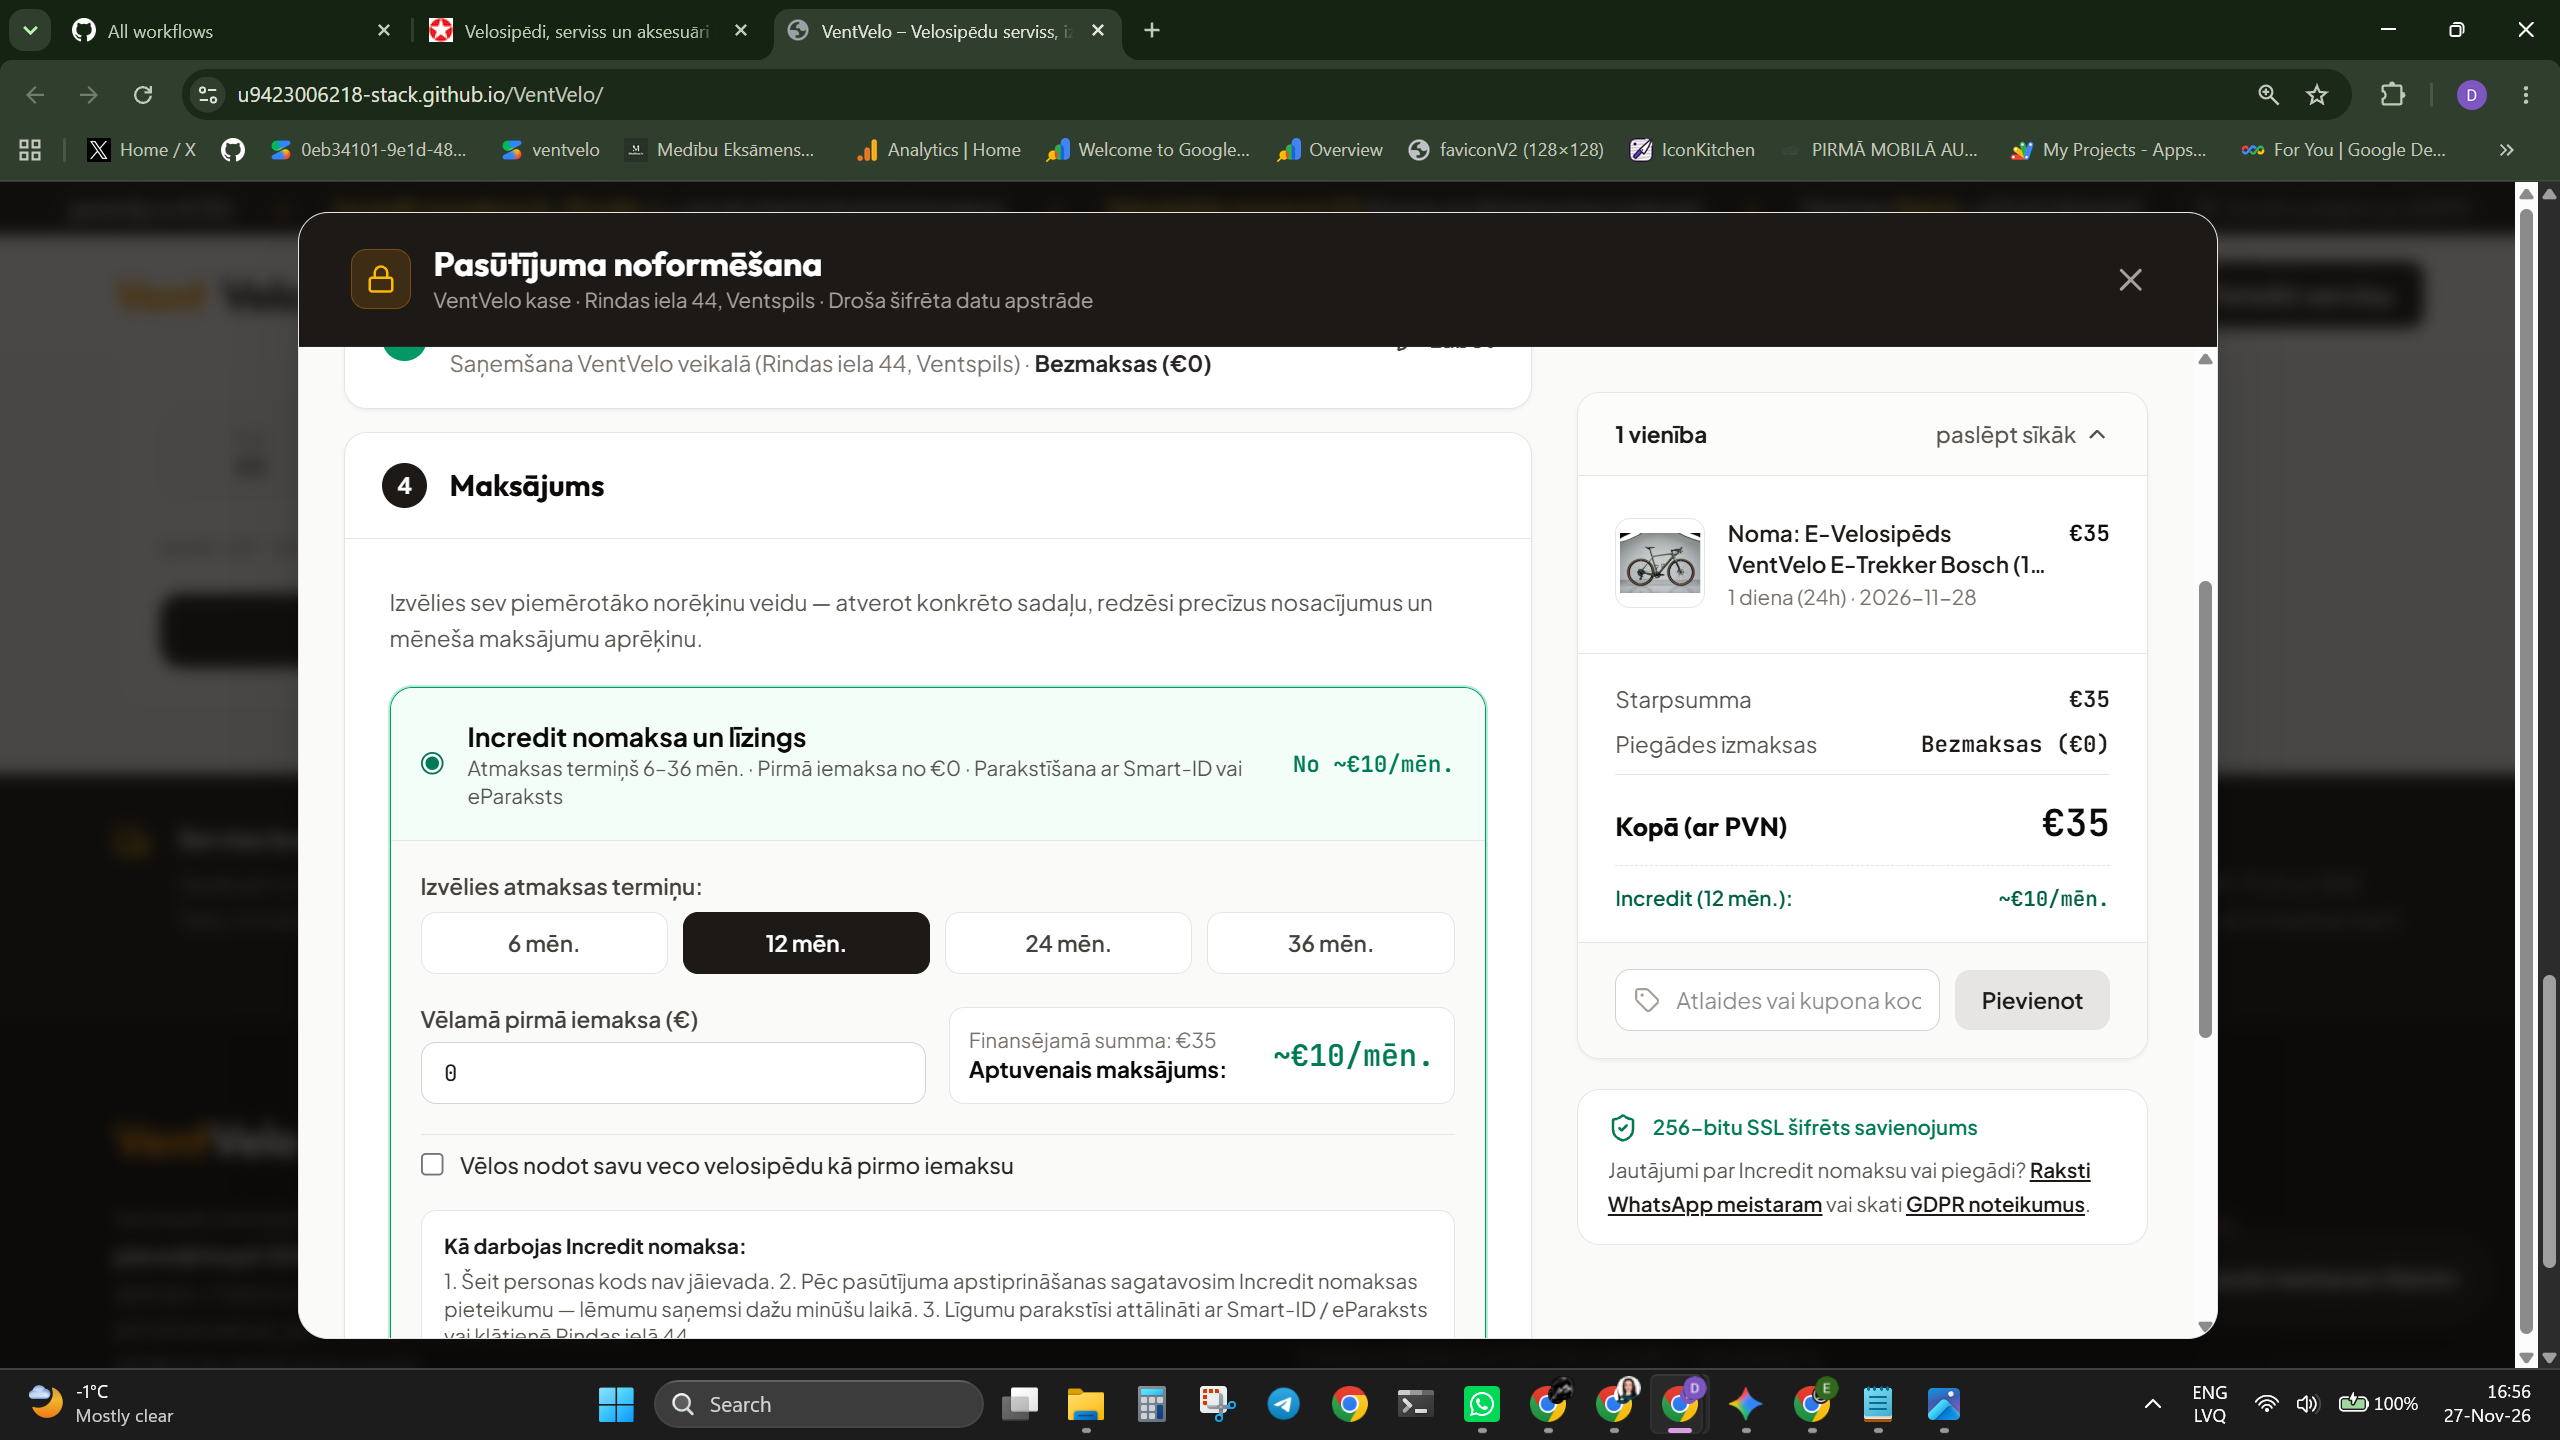 All workflows
Velosipēdi, serviss un aksesuāri
VentVelo – Velosipēdu serviss, iz
u9423006218-stack.github.io/VentVelo/
D
Home / X
0eb34101-9e1d-48...
ventvelo
Medību Eksāmens...
Analytics | Home
Welcome to Google...
Overview
faviconV2 (128×128)
IconKitchen
PIRMĀ MOBILĀ AU...
My Projects - Apps...
For You | Google De...
Pasūtījuma noformēšana
VentVelo kase · Rindas iela 44, Ventspils · Droša šifrēta datu apstrāde
Saņemšana VentVelo veikalā (Rindas iela 44, Ventspils) · Bezmaksas (€0)
4 Maksājums
Izvēlies sev piemērotāko norēķinu veidu — atverot konkrēto sadaļu, redzēsi precīzus nosacījumus un
mēneša maksājumu aprēķinu.
Incredit nomaksa un līzings
Atmaksas termiņš 6–36 mēn. · Pirmā iemaksa no €0 · Parakstīšana ar Smart-ID vai
eParaksts
No ~€10/mēn.
Izvēlies atmaksas termiņu:
6 mēn.
12 mēn.
24 mēn.
36 mēn.
Vēlamā pirmā iemaksa (€)
0
Finansējamā summa: €35
Aptuvenais maksājums:
~€10/mēn.
Vēlos nodot savu veco velosipēdu kā pirmo iemaksu
Kā darbojas Incredit nomaksa:
1. Šeit personas kods nav jāievada. 2. Pēc pasūtījuma apstiprināšanas sagatavosim Incredit nomaksas
pieteikumu — lēmumu saņemsi dažu minūšu laikā. 3. Līgumu parakstīsi attālināti ar Smart-ID / eParaksts
vai klātienē Rindas ielā 44
1 vienība
paslēpt sīkāk
Noma: E-Velosipēds
VentVelo E-Trekker Bosch (1...
€35
1 diena (24h) · 2026-11-28
Starpsumma
€35
Piegādes izmaksas
Bezmaksas (€0)
Kopā (ar PVN)
€35
Incredit (12 mēn.):
~€10/mēn.
Atlaides vai kupona koc
Pievienot
256-bitu SSL šifrēts savienojums
Jautājumi par Incredit nomaksu vai piegādi? Raksti
WhatsApp meistaram vai skati GDPR noteikumus.
Vent Velo
VentVelo
-1°C
Mostly clear
Search
D
E
ENG
LVQ
100%
16:56
27-Nov-26